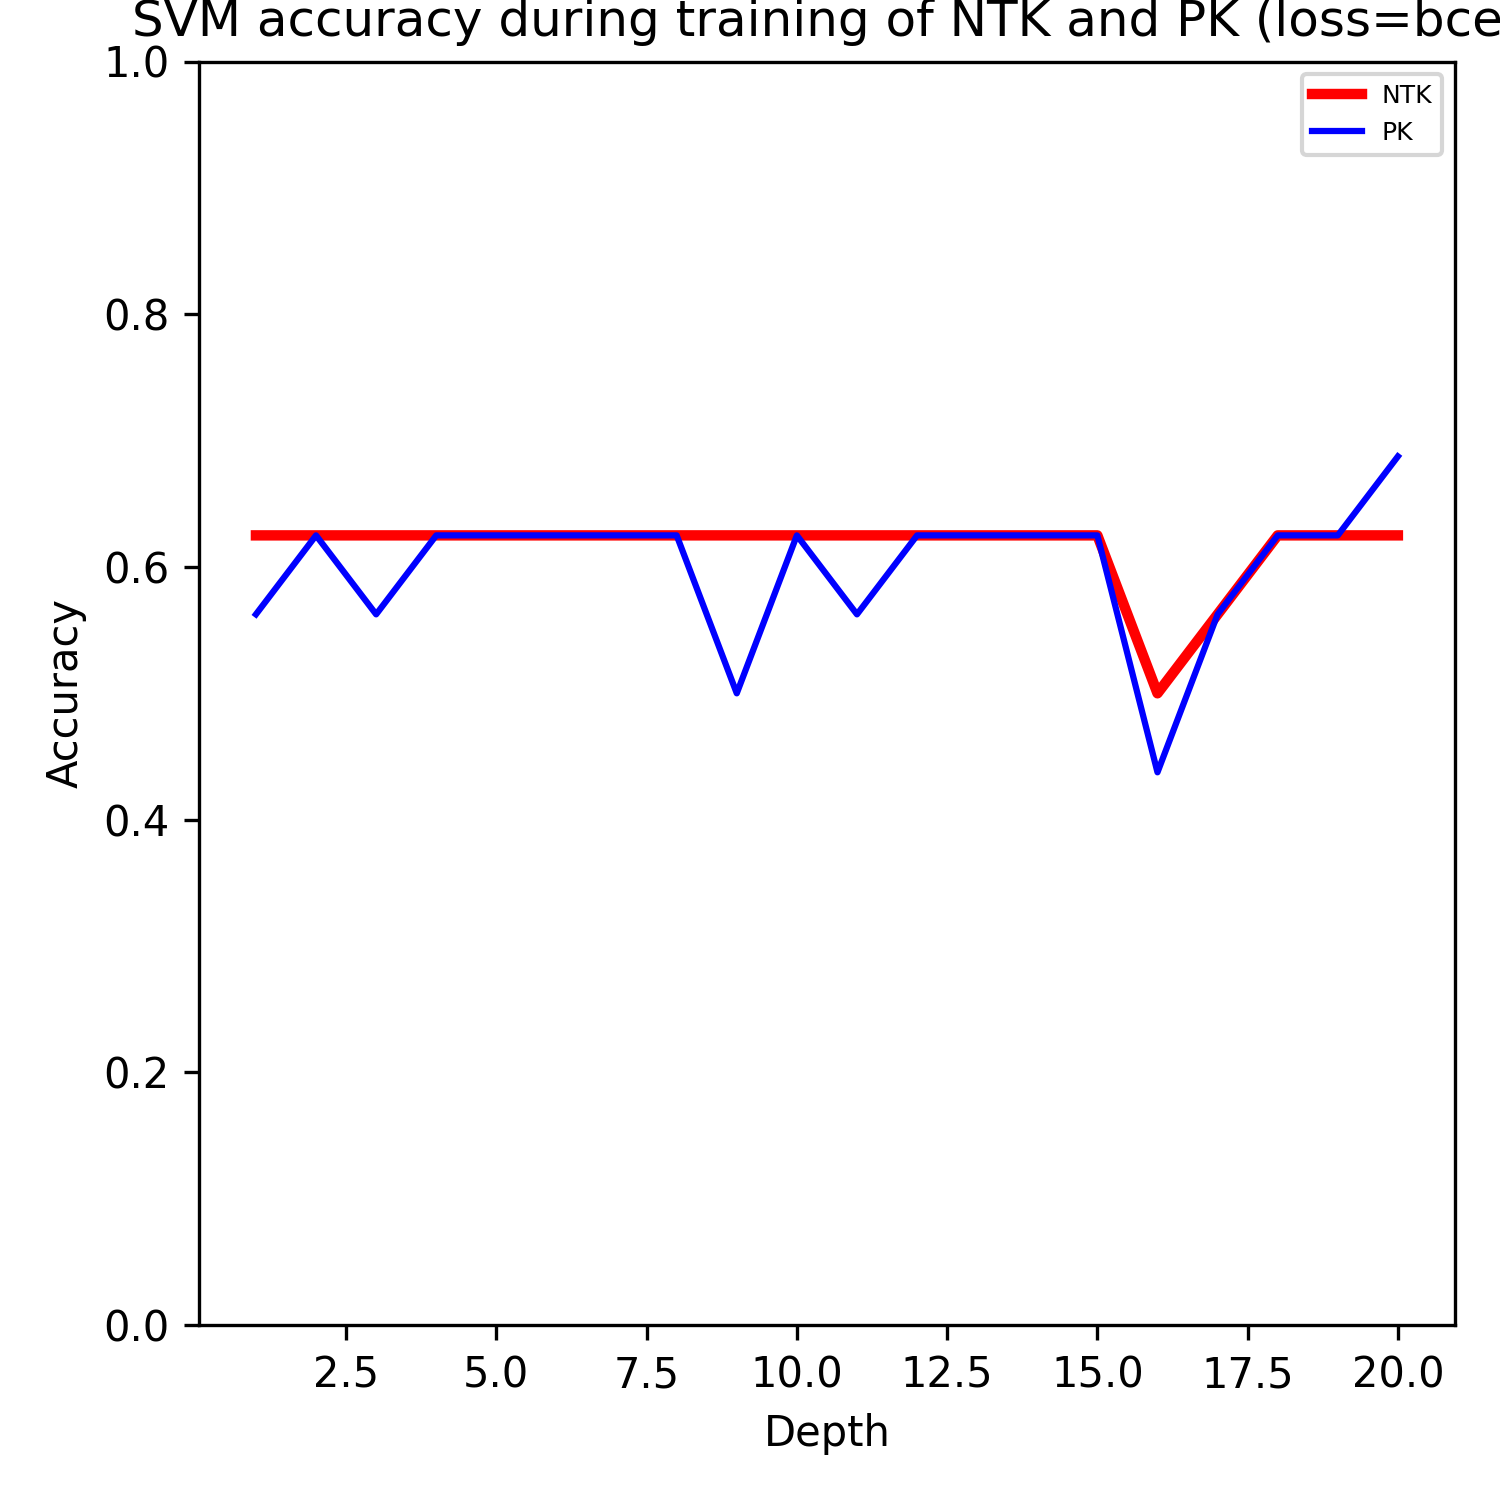 SVM accuracy during training of NTK and PK (loss=bce
1.0
0.8
0.6
0.4
0.2
0.0
Accuracy
NTK
PK
2.5 5.0 7.5 10.0 12.5 15.0 17.5 20.0
Depth